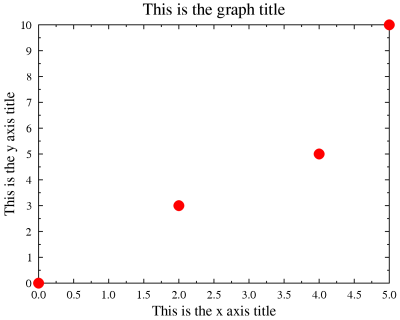 This is the graph title
10
9
8
7
6
5
4
3
2
1
0
This is the y axis title
0.0 0.5 1.0 1.5 2.0 2.5 3.0 3.5 4.0 4.5 5.0
This is the x axis title